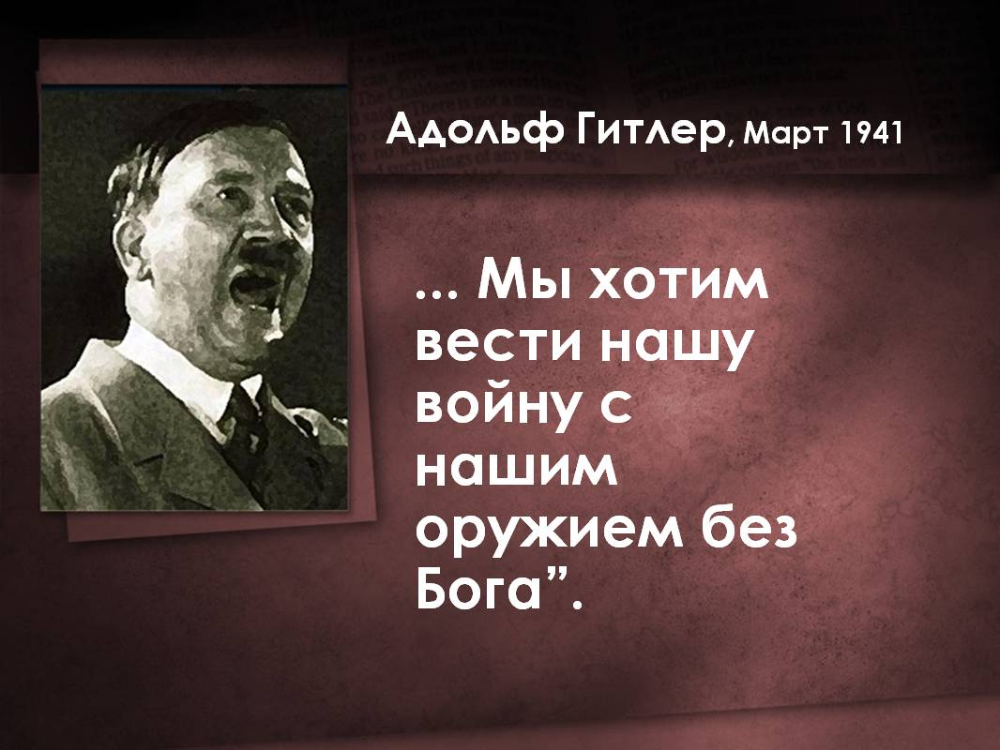 Адольф Гитлер, Март 1941
... Мы хотим
вести нашу
войну с
нашим
оружием без
Бога”.